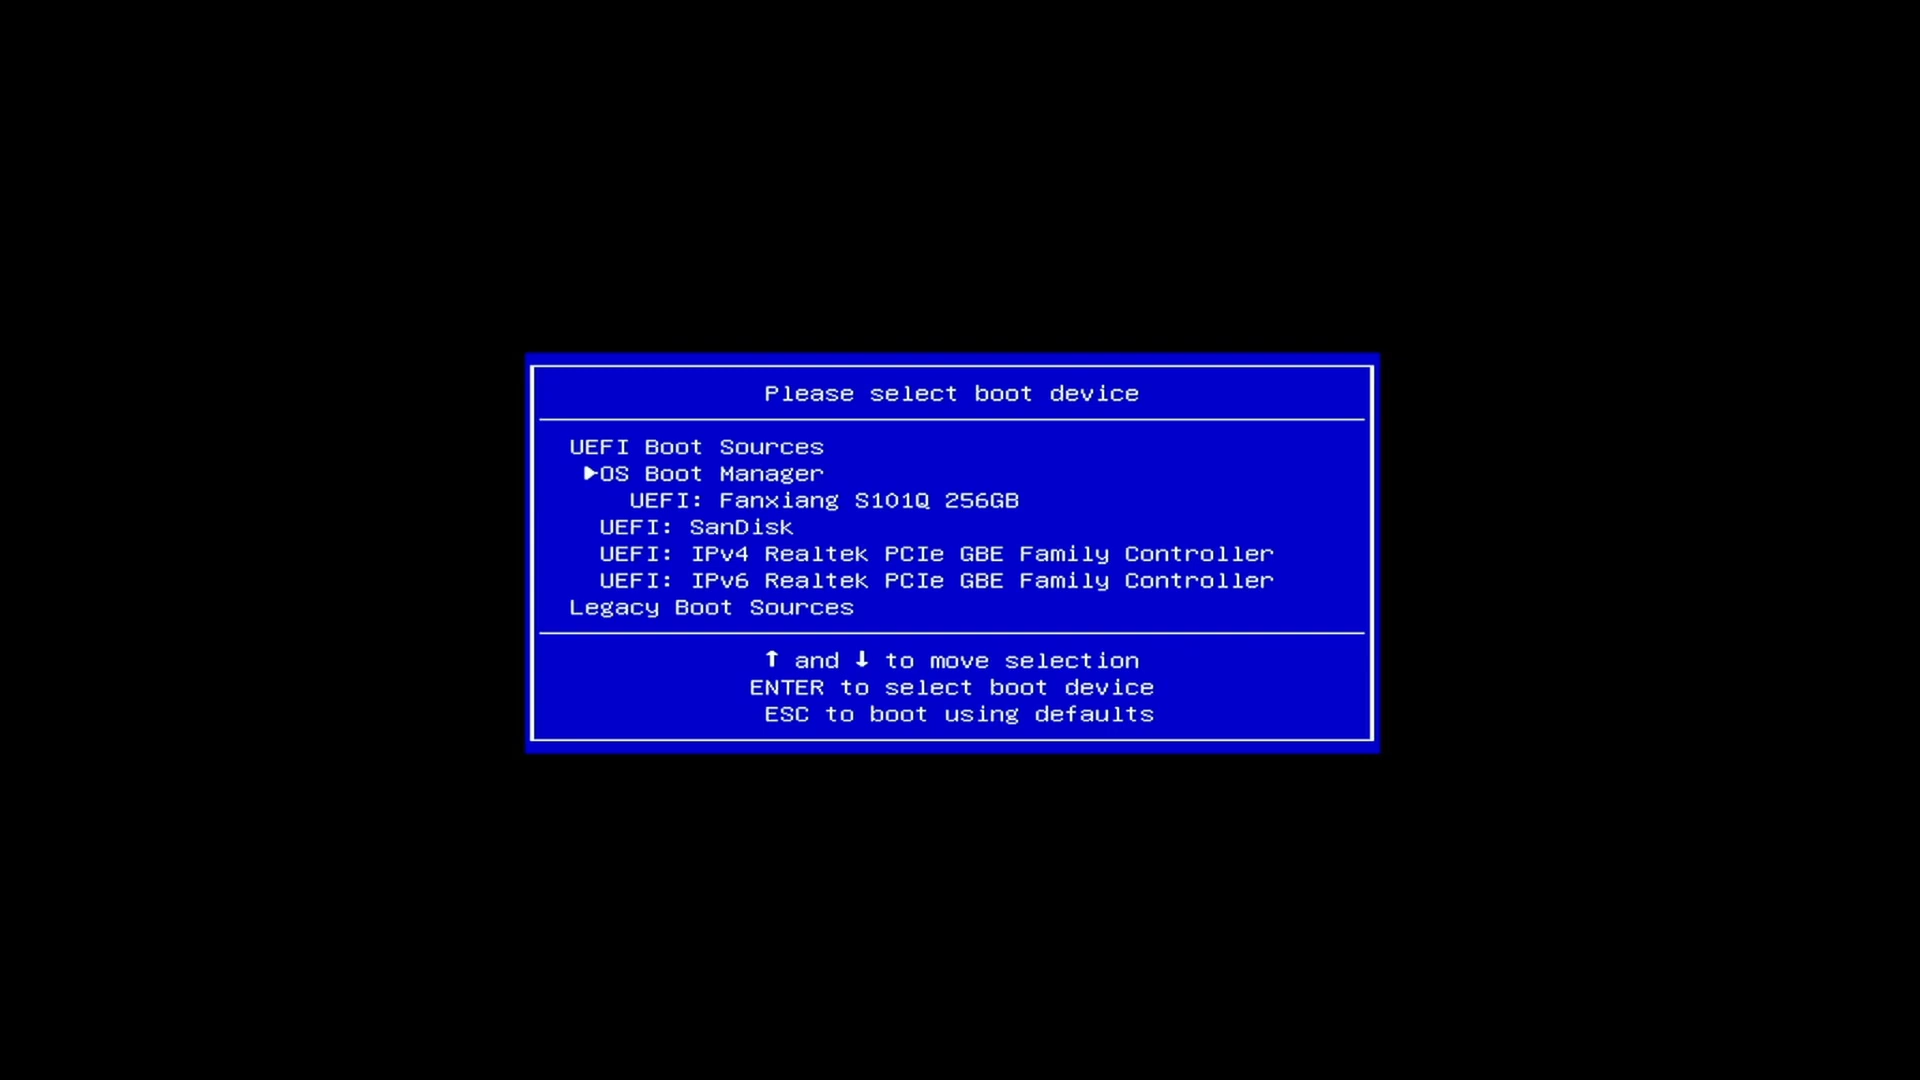 Please select boot device
UEFI Boot Sources
▶OS Boot Manager
UEFI: Fanxiang S101Q 256GB
UEFI: SanDisk
UEFI: IPv4 Realtek PCIe GBE Family Controller
UEFI: IPv6 Realtek PCIe GBE Family Controller
Legacy Boot Sources
↑ and ↓ to move selection
ENTER to select boot device
ESC to boot using defaults